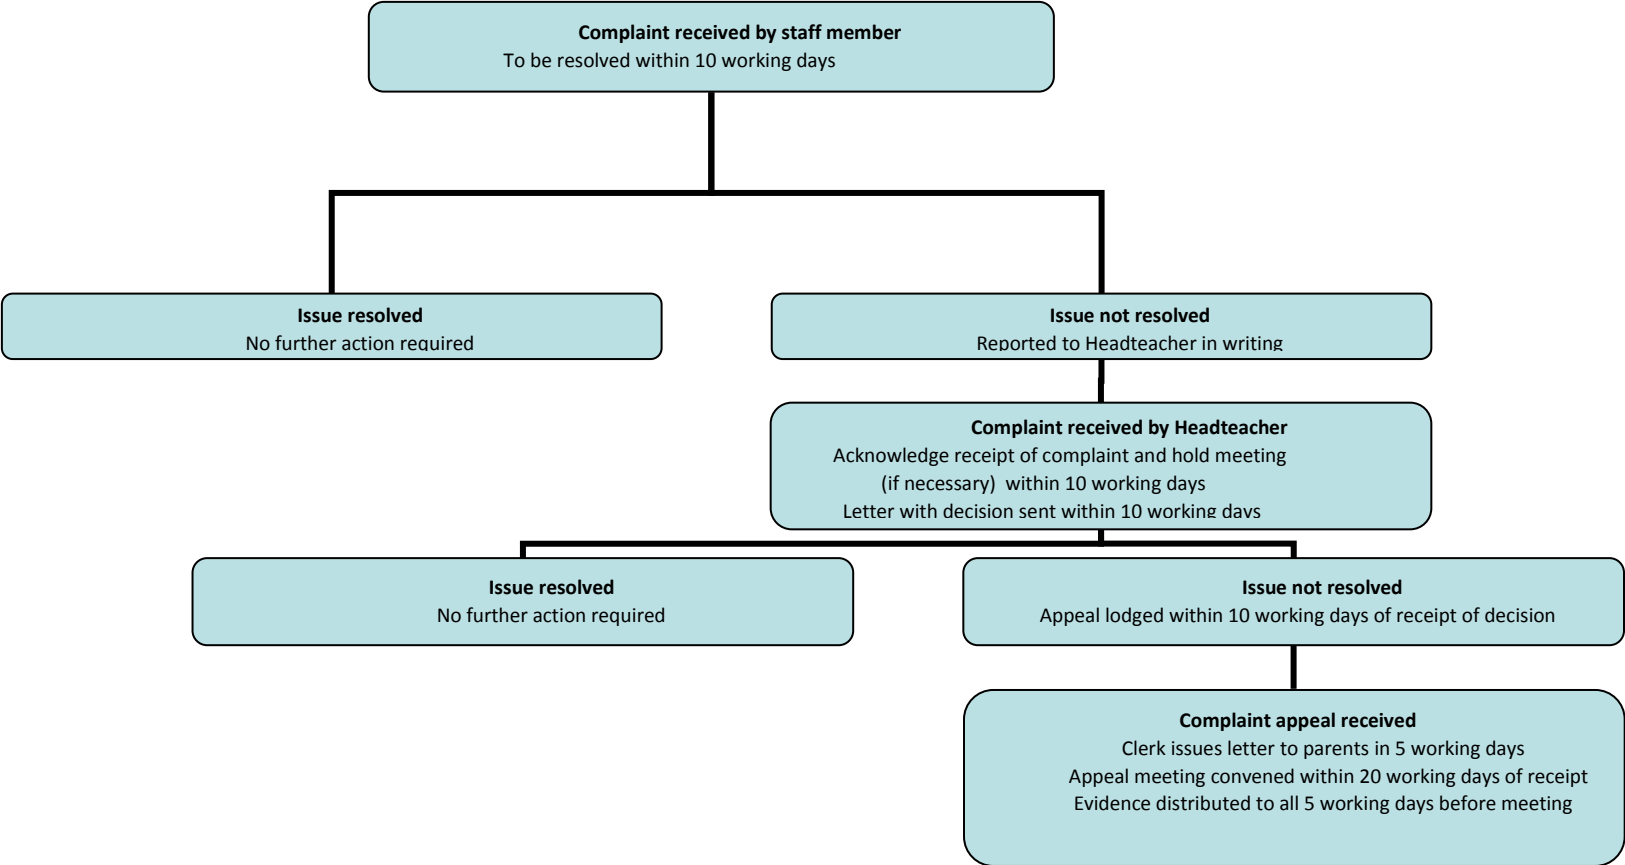 Complaint received by staff member
To be resolved within 10 working days
Issue resolved
No further action required
Issue not resolved
Reported to Headteacher in writing
Complaint received by Headteacher
Acknowledge receipt of complaint and hold meeting
(if necessary) within 10 working days
Letter with decision sent within 10 working days
Issue resolved
No further action required
Issue not resolved
Appeal lodged within 10 working days of receipt of decision
Complaint appeal received
Clerk issues letter to parents in 5 working days
Appeal meeting convened within 20 working days of receipt
Evidence distributed to all 5 working days before meeting